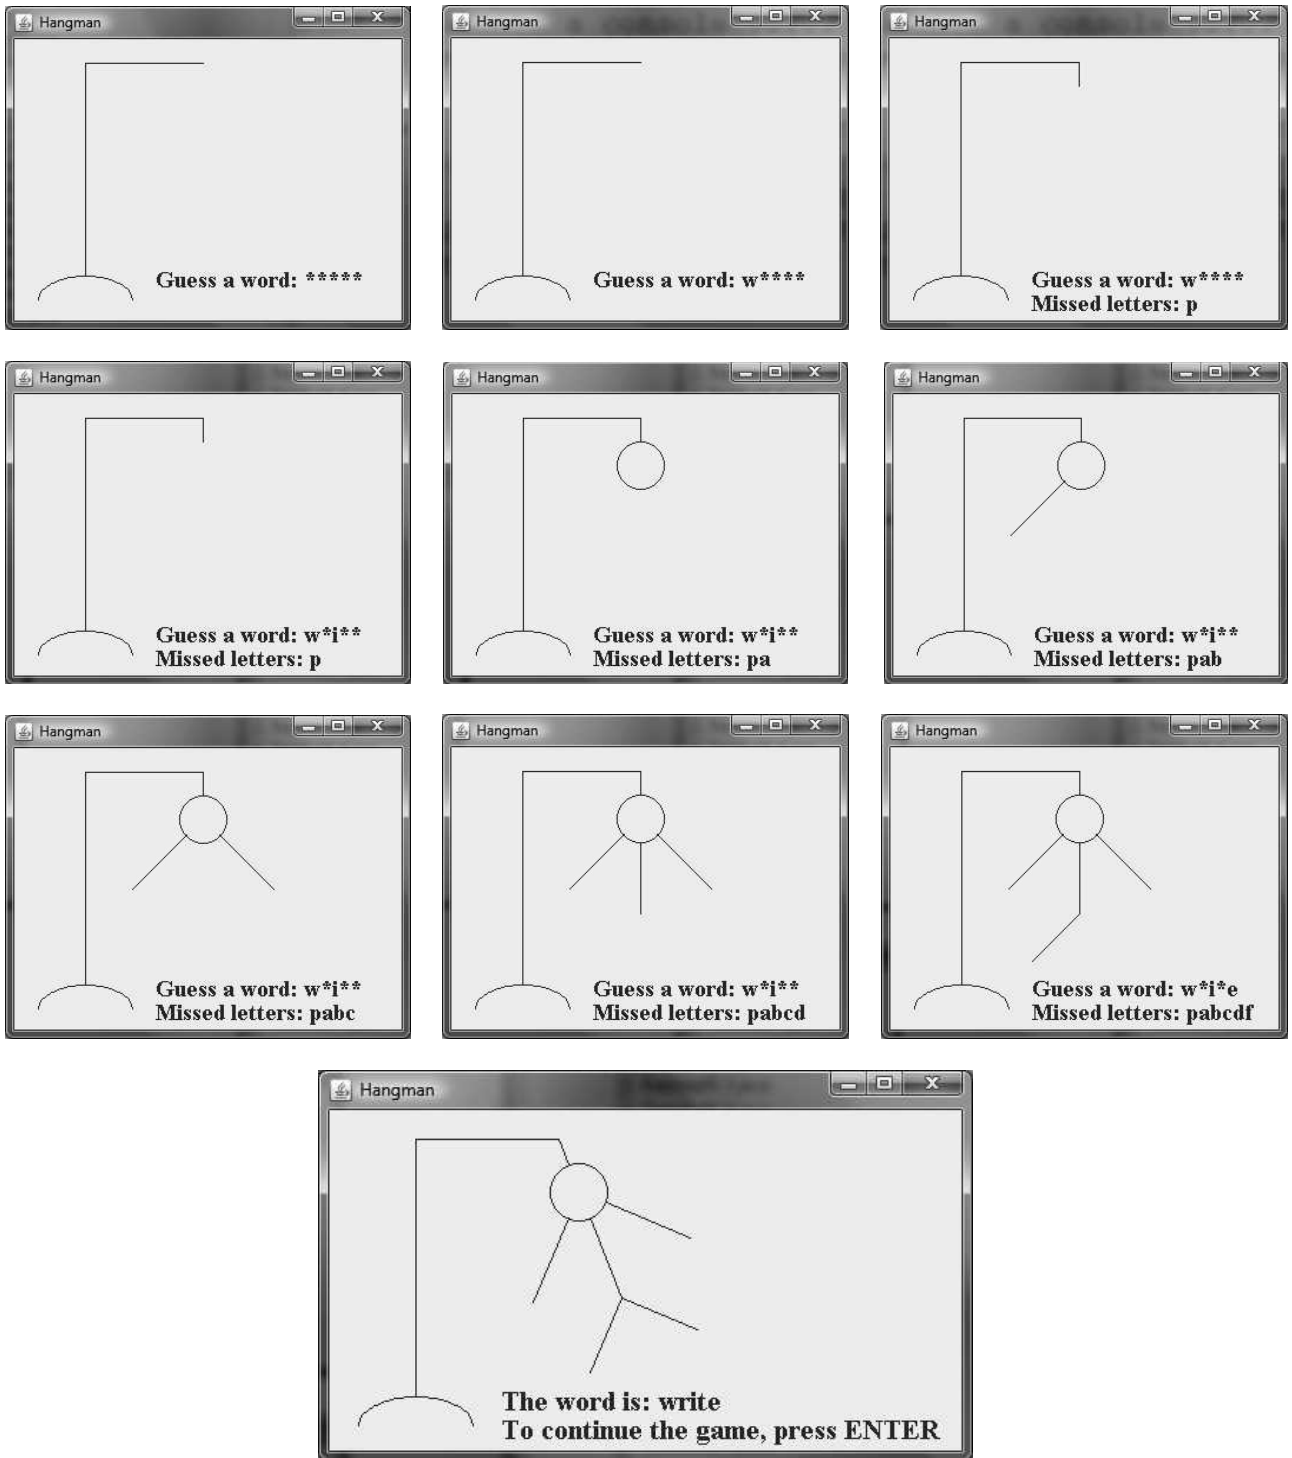 Hangman
Guess a word: *****
Hangman
Guess a word: w****
Hangman
Guess a word: w****
Missed letters: p
Hangman
Guess a word: w*i**
Missed letters: p
Hangman
Guess a word: w*i**
Missed letters: pa
Hangman
Guess a word: w*i**
Missed letters: pab
Hangman
Guess a word: w*i**
Missed letters: pabc
Hangman
Guess a word: w*i**
Missed letters: pabcd
Hangman
Guess a word: w*i*e
Missed letters: pabcdf
Hangman
The word is: write
To continue the game, press ENTER